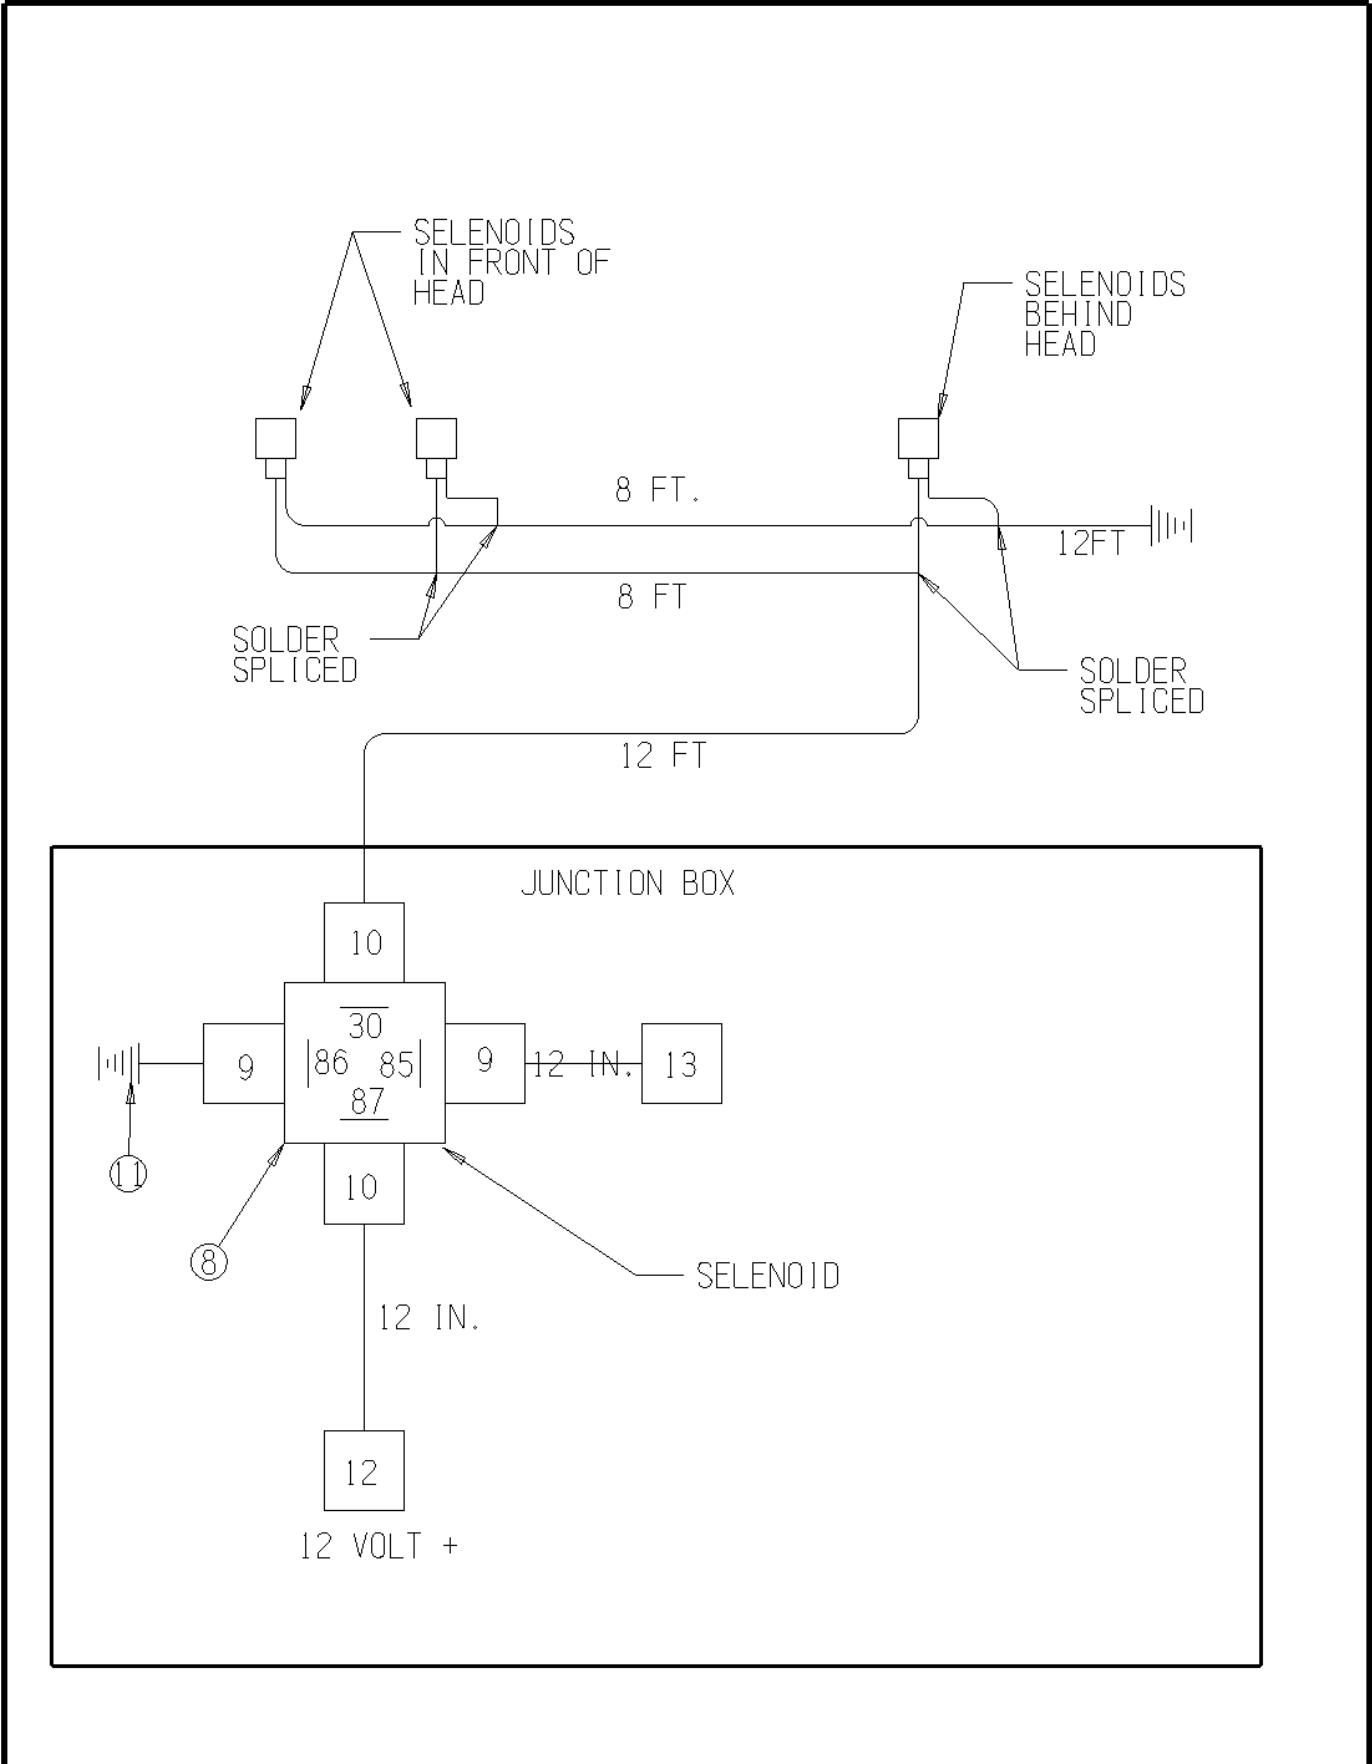 SELENOIDS
IN FRONT OF
HEAD
SELENOIDS
BEHIND
HEAD
8 FT.
12FT
8 FT
SOLDER
SPLICED
SOLDER
SPLICED
12 FT
JUNCTION BOX
10
30
9
86
85
9
12 IN.
13
87
11
10
8
SELENOID
12 IN.
12
12 VOLT +